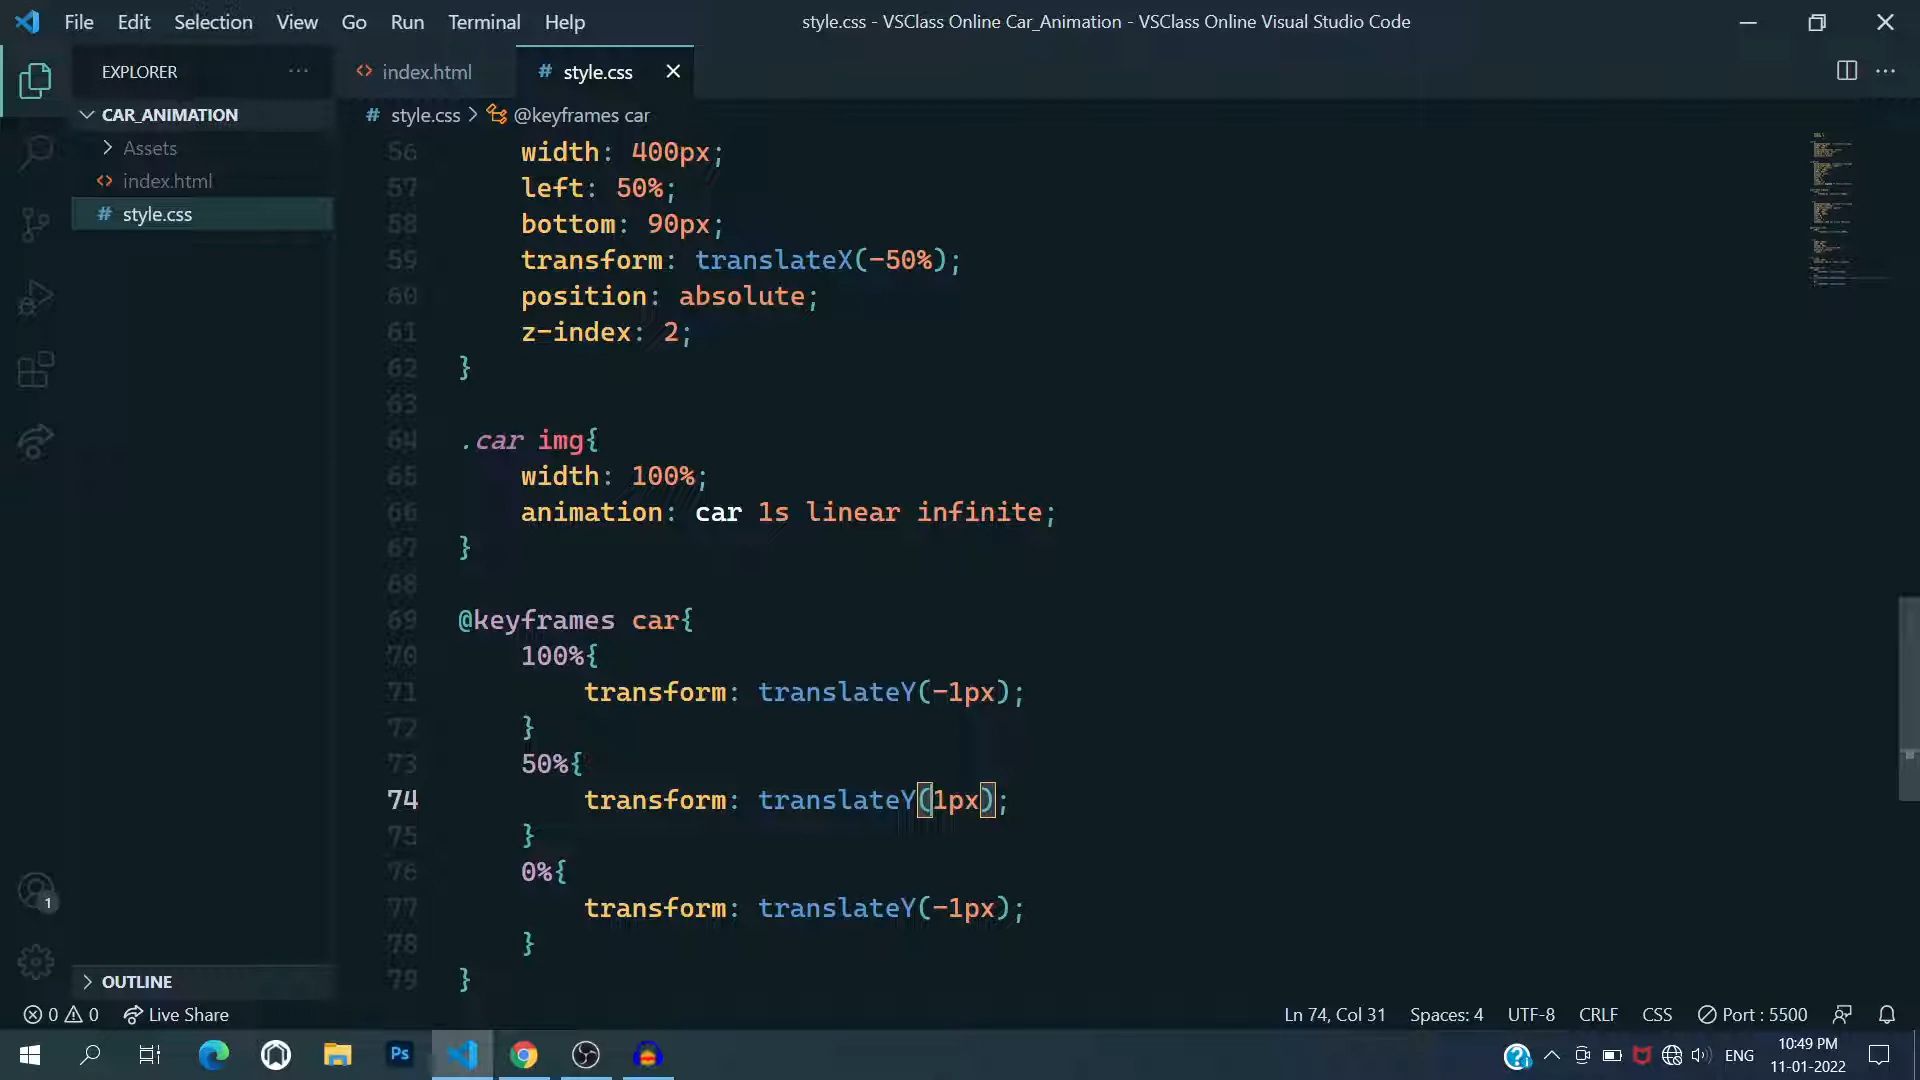 File Edit Selection View Go Run Terminal Help
style.css - VSClass Online Car_Animation - VSClass Online Visual Studio Code
EXPLORER
index.html
# style.css
CAR_ANIMATION
Assets
index.html
# style.css
# style.css > @keyframes car
56 width: 400px;
57 left: 50%;
58 bottom: 90px;
59 transform: translateX(-50%);
60 position: absolute;
61 z-index: 2;
62 }
63
64 .car img{
65 width: 100%;
66 animation: car 1s linear infinite;
67 }
68
69 @keyframes car{
70 100%{
71 transform: translateY(-1px);
72 }
73 50%{
74 transform: translateY(1px);
75 }
76 0%{
77 transform: translateY(-1px);
78 }
79 }
1
OUTLINE
0 0 Live Share
Ln 74, Col 31 Spaces: 4 UTF-8 CRLF CSS Port : 5500
Ps
ENG
10:49 PM
11-01-2022